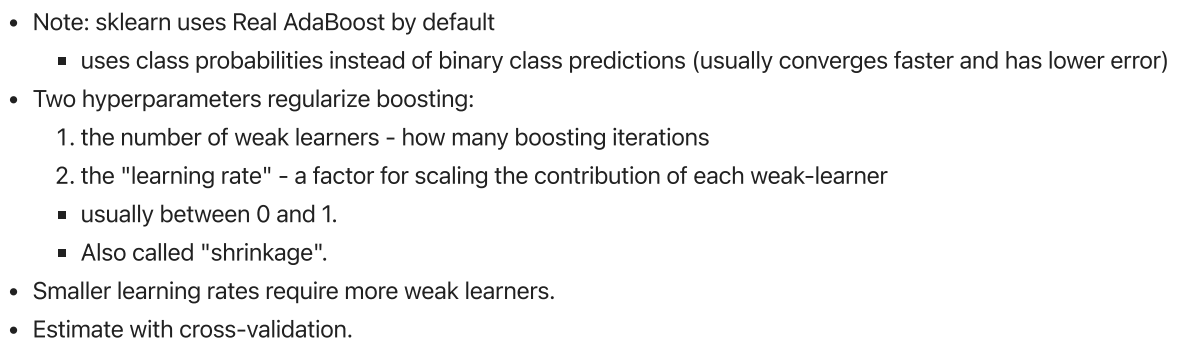 • Note: sklearn uses Real AdaBoost by default
▪ uses class probabilities instead of binary class predictions (usually converges faster and has lower error)
• Two hyperparameters regularize boosting:
1. the number of weak learners - how many boosting iterations
2. the "learning rate" - a factor for scaling the contribution of each weak-learner
▪ usually between 0 and 1.
▪ Also called "shrinkage".
• Smaller learning rates require more weak learners.
• Estimate with cross-validation.